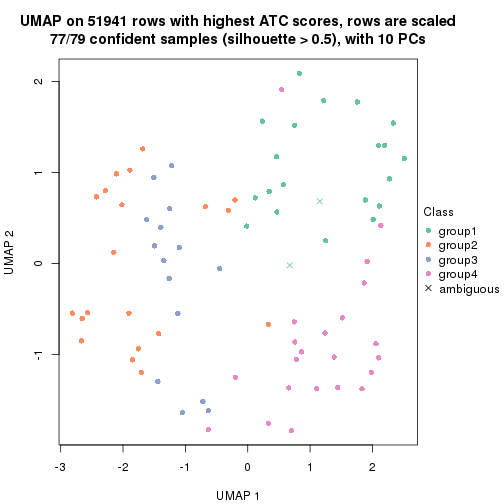 UMAP on 51941 rows with highest ATC scores, rows are scaled
77/79 confident samples (silhouette > 0.5), with 10 PCs
2
1
0
-1
UMAP 2
-3
-2
-1
0
1
2
UMAP 1
Class
group1
group2
group3
group4
ambiguous